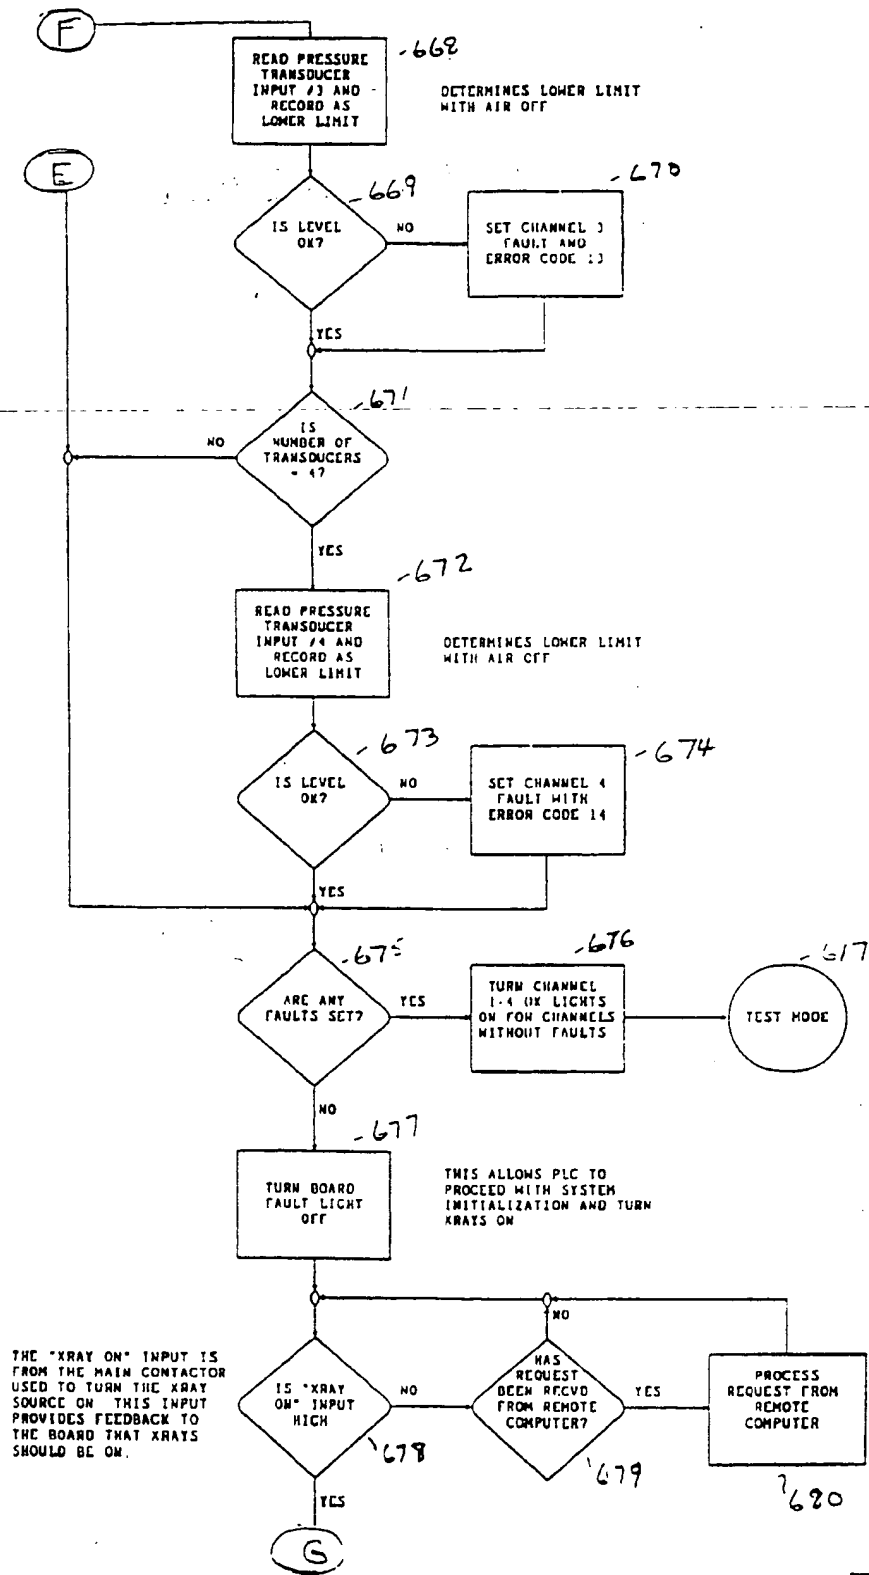 F
668
READ PRESSURE
TRANSDUCER
INPUT #3 AND
RECORD AS
LOWER LIMIT
DETERMINES LOWER LIMIT
WITH AIR OFF
E
669
670
IS LEVEL
OK?
NO
SET CHANNEL 3
FAULT AND
ERROR CODE 13
YES
671
IS
NUMBER OF
TRANSDUCERS
= 4?
NO
YES
672
READ PRESSURE
TRANSDUCER
INPUT #4 AND
RECORD AS
LOWER LIMIT
DETERMINES LOWER LIMIT
WITH AIR OFF
673
674
IS LEVEL
OK?
NO
SET CHANNEL 4
FAULT WITH
ERROR CODE 14
YES
675
676
617
ARE ANY
FAULTS SET?
YES
TURN CHANNEL
1-4 OK LIGHTS
ON FOR CHANNELS
WITHOUT FAULTS
TEST MODE
NO
677
TURN BOARD
FAULT LIGHT
OFF
THIS ALLOWS PLC TO
PROCEED WITH SYSTEM
INITIALIZATION AND TURN
XRAYS ON
NO
THE "XRAY ON" INPUT IS
FROM THE MAIN CONTACTOR
USED TO TURN THE XRAY
SOURCE ON THIS INPUT
PROVIDES FEEDBACK TO
THE BOARD THAT XRAYS
SHOULD BE ON.
IS "XRAY
ON" INPUT
HIGH
NO
HAS
REQUEST
BEEN RECVD
FROM REMOTE
COMPUTER?
YES
PROCESS
REQUEST FROM
REMOTE
COMPUTER
678
679
680
YES
G